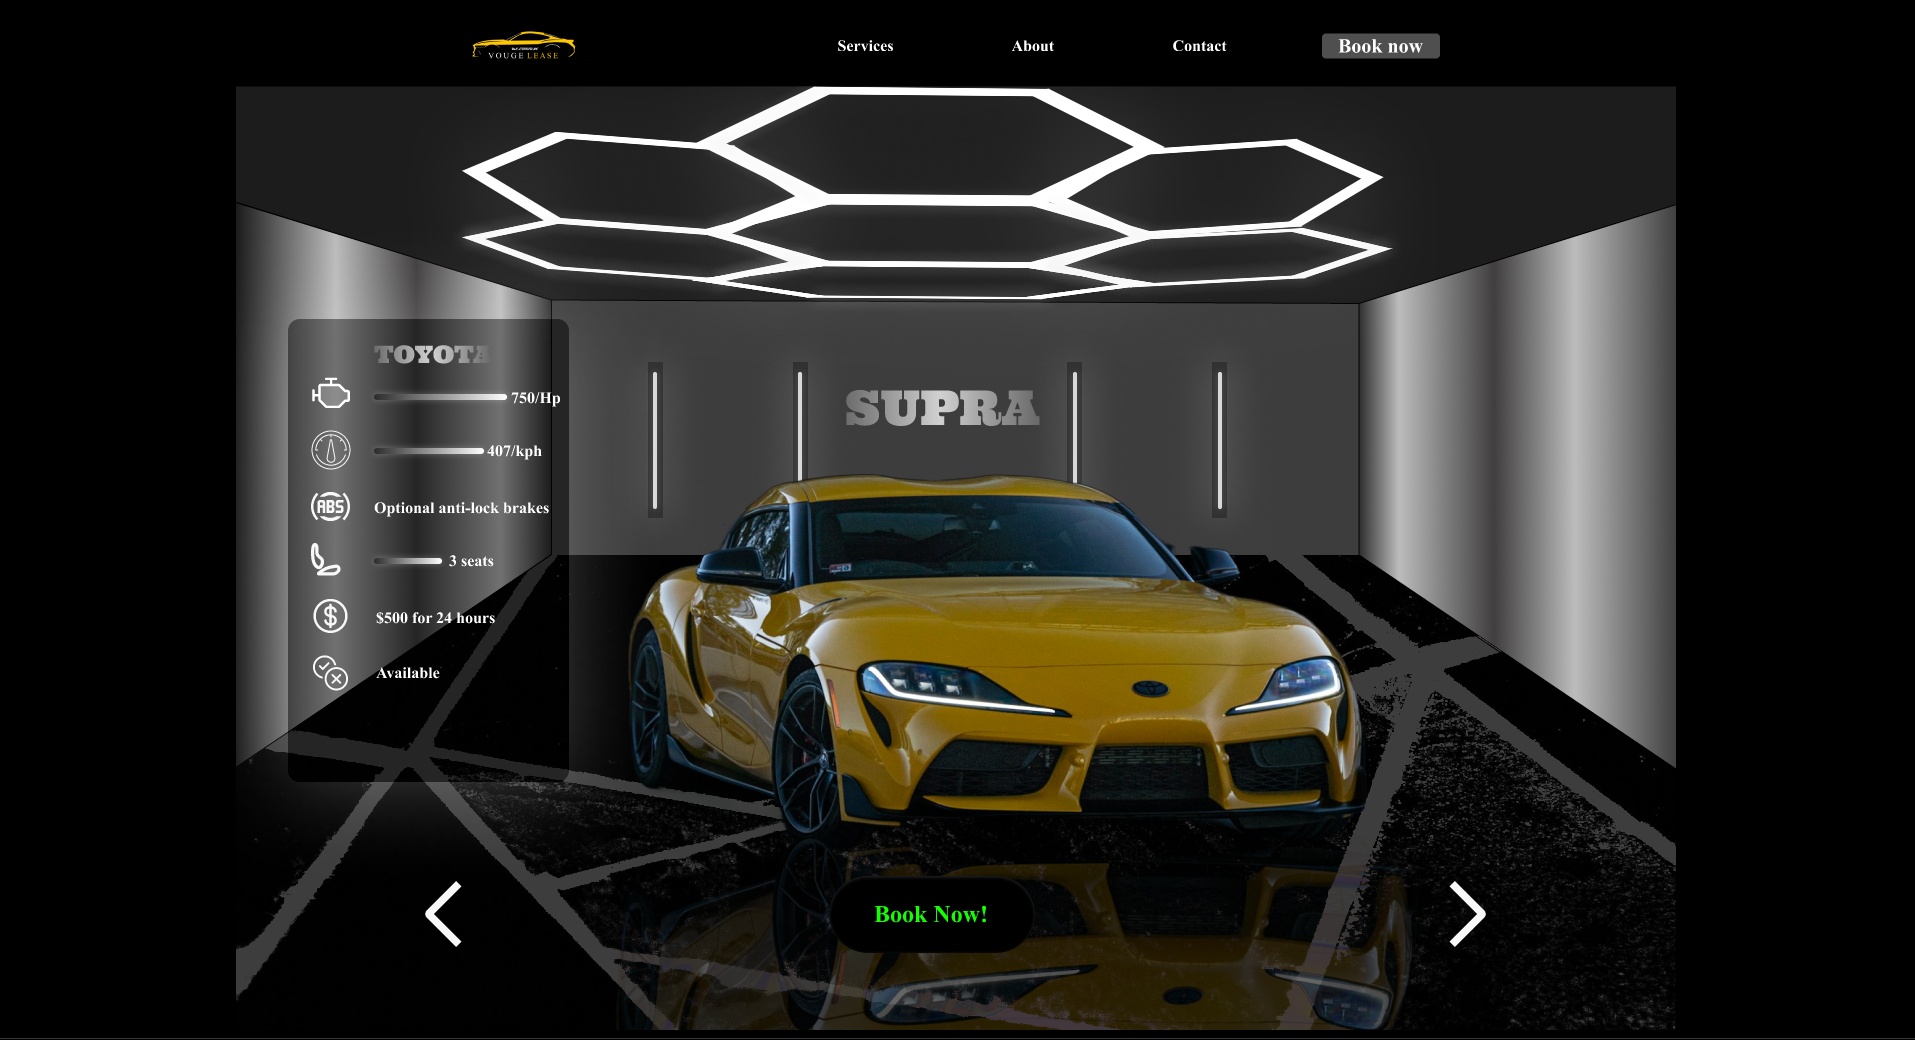 VOUGE LEASE
Services
About
Contact
Book now
TOYOTA
750/Hp
407/kph
ABS
Optional anti-lock brakes
3 seats
$
$500 for 24 hours
Available
SUPRA
Book Now!